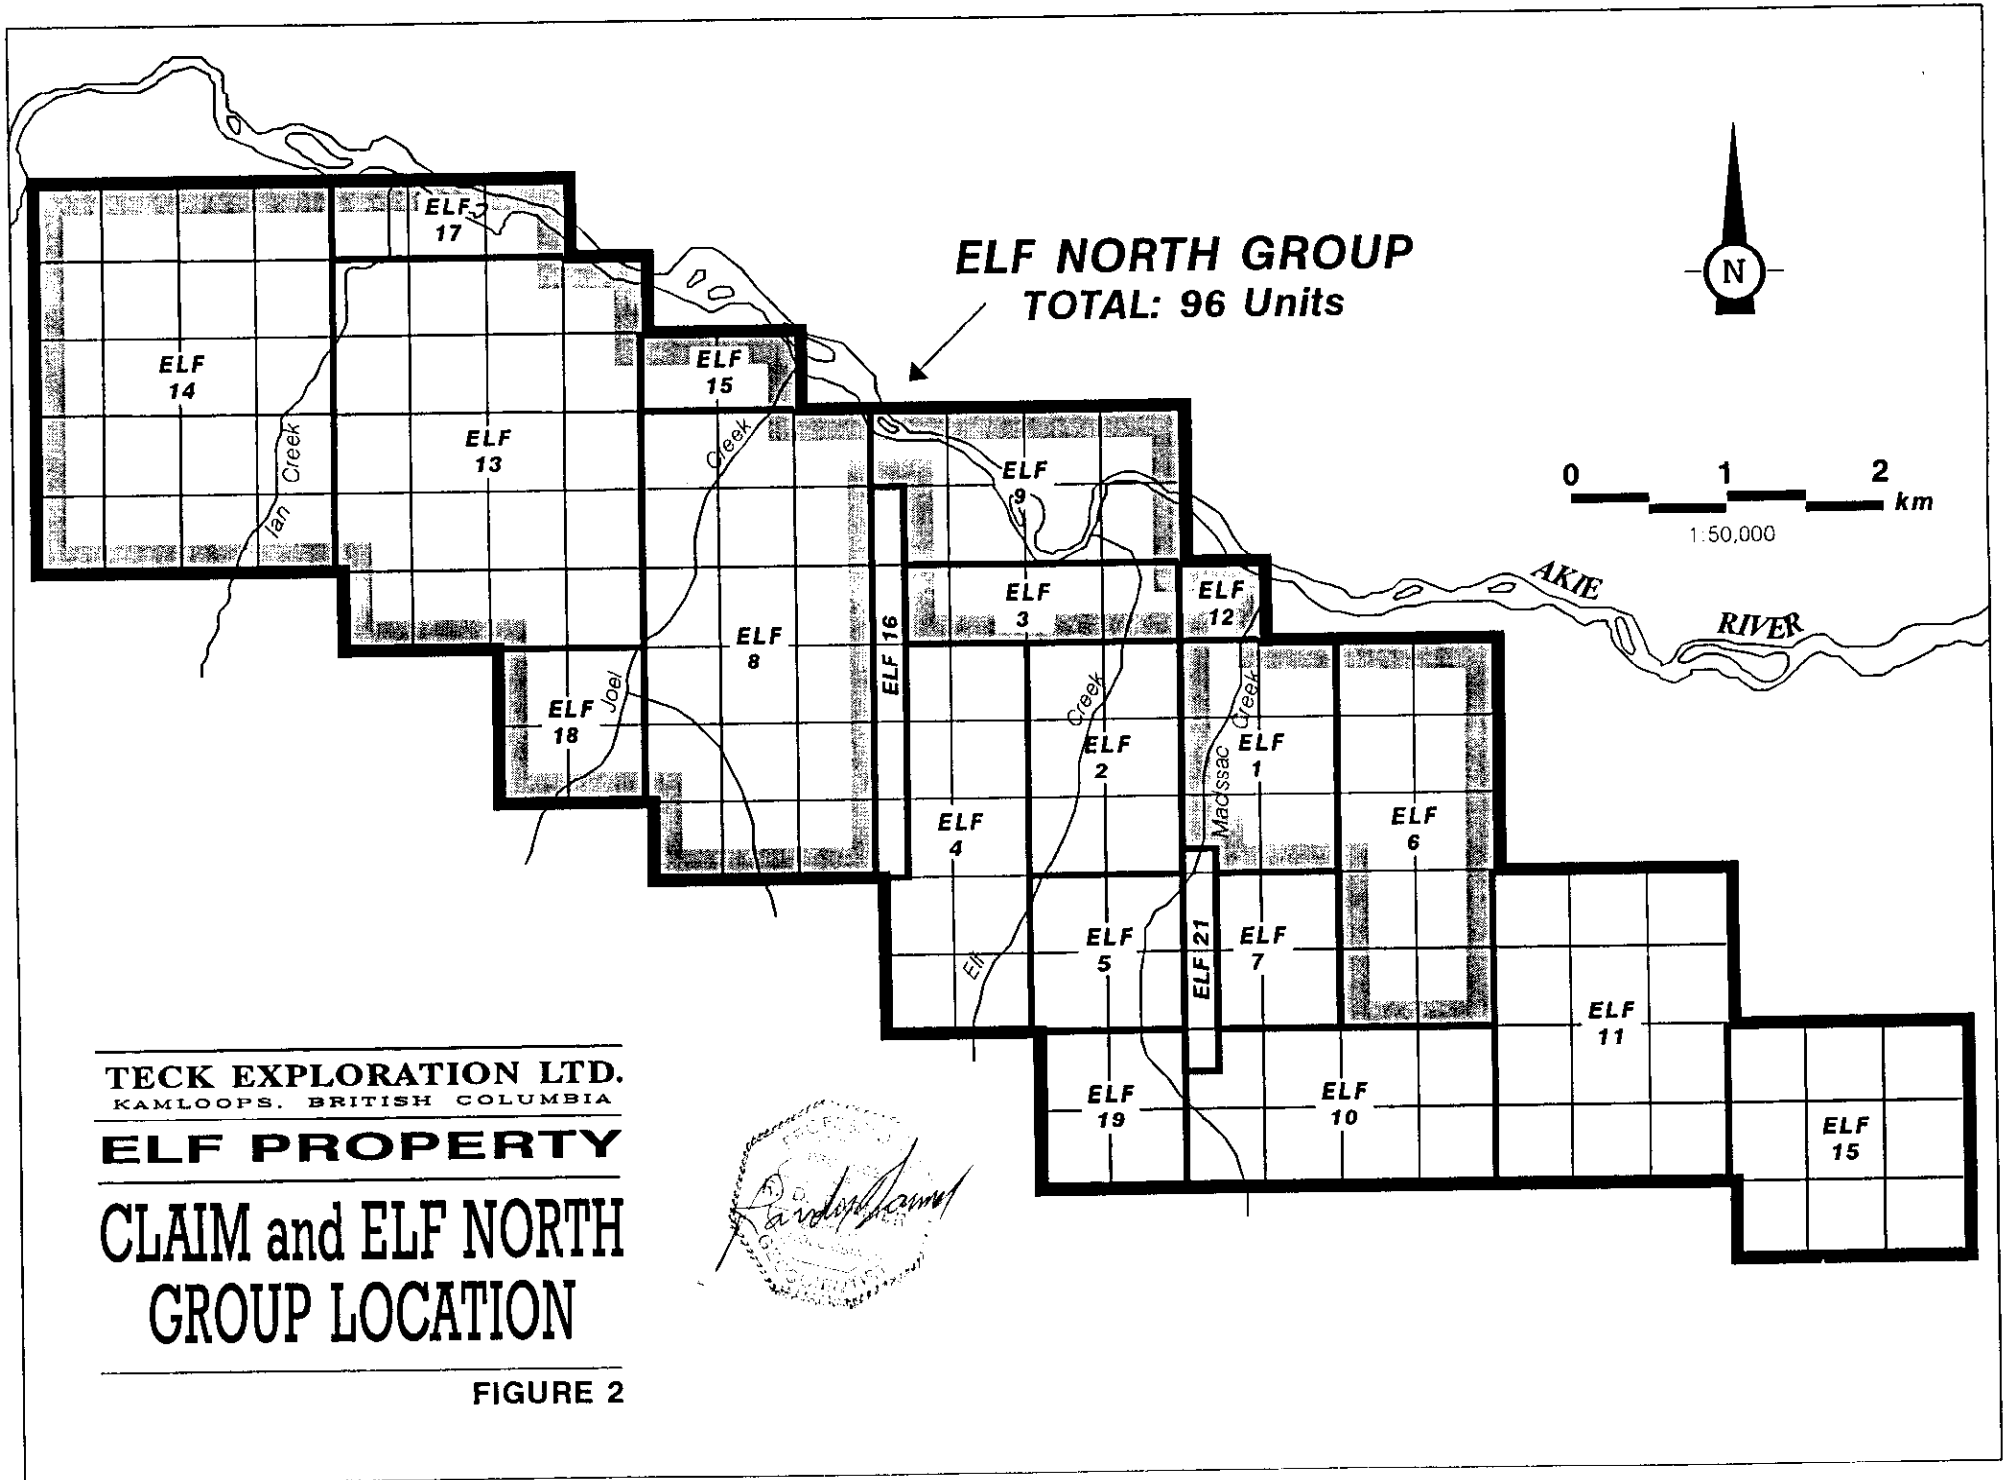 ELF NORTH GROUP
TOTAL: 96 Units
N
0 1 2
km
1:50,000
AKIE
RIVER
ELF
17
ELF
14
ELF
13
ELF
15
ELF
9
ELF
3
ELF
12
ELF 16
ELF
8
ELF
18
ELF
4
ELF
2
ELF
1
ELF
6
ELF
5
ELF 21
ELF
7
ELF
11
ELF
19
ELF
10
ELF
15
Ian Creek
Joel
Creek
Elf
Creek
Macissac
Creek
TECK EXPLORATION LTD.
KAMLOOPS, BRITISH COLUMBIA
ELF PROPERTY
CLAIM and ELF NORTH
GROUP LOCATION
FIGURE 2